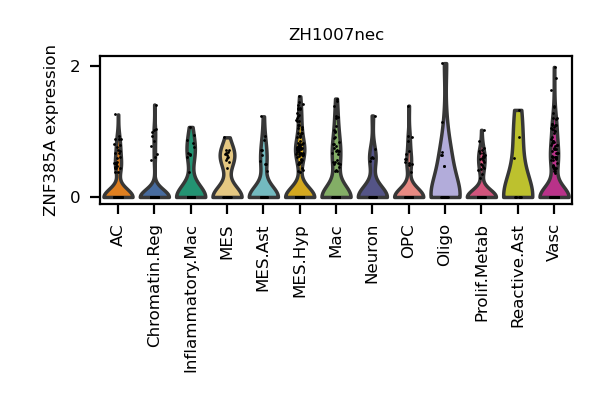 ZH1007nec
ZNF385A expression
2
0
AC
Chromatin.Reg
Inflammatory.Mac
MES
MES.Ast
MES.Hyp
Mac
Neuron
OPC
Oligo
Prolif.Metab
Reactive.Ast
Vasc